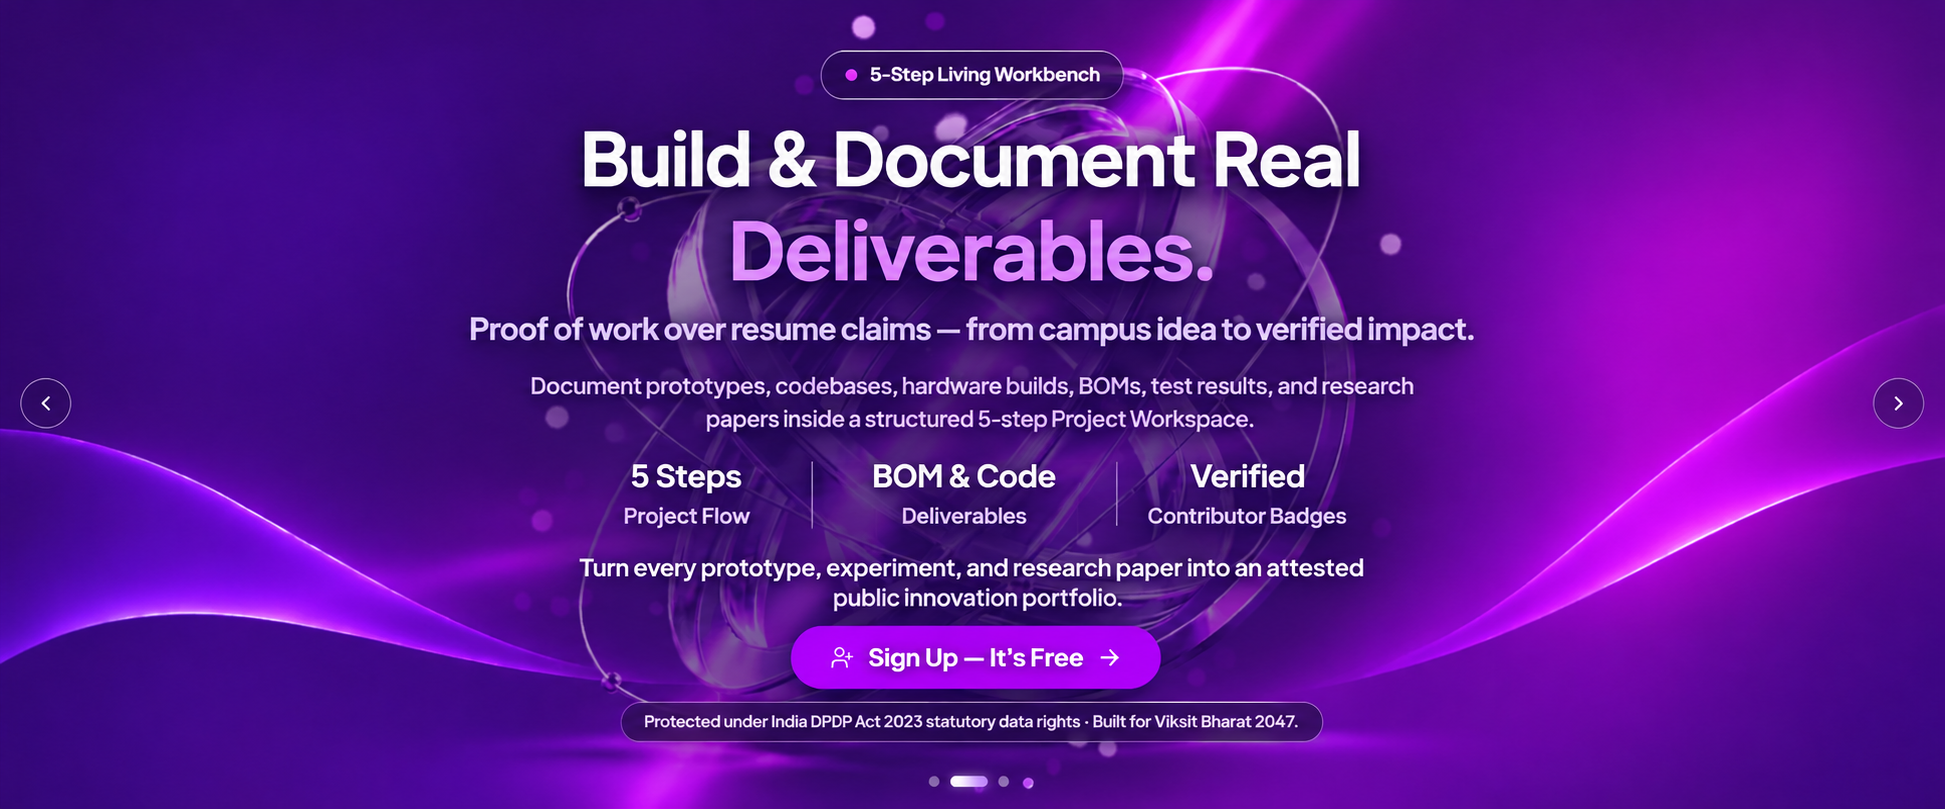 5-Step Living Workbench
Build & Document Real
Deliverables.
Proof of work over resume claims — from campus idea to verified impact.
Document prototypes, codebases, hardware builds, BOMs, test results, and research
papers inside a structured 5-step Project Workspace.
5 Steps
Project Flow
BOM & Code
Deliverables
Verified
Contributor Badges
Turn every prototype, experiment, and research paper into an attested
public innovation portfolio.
Sign Up — It's Free →
Protected under India DPDP Act 2023 statutory data rights · Built for Viksit Bharat 2047.